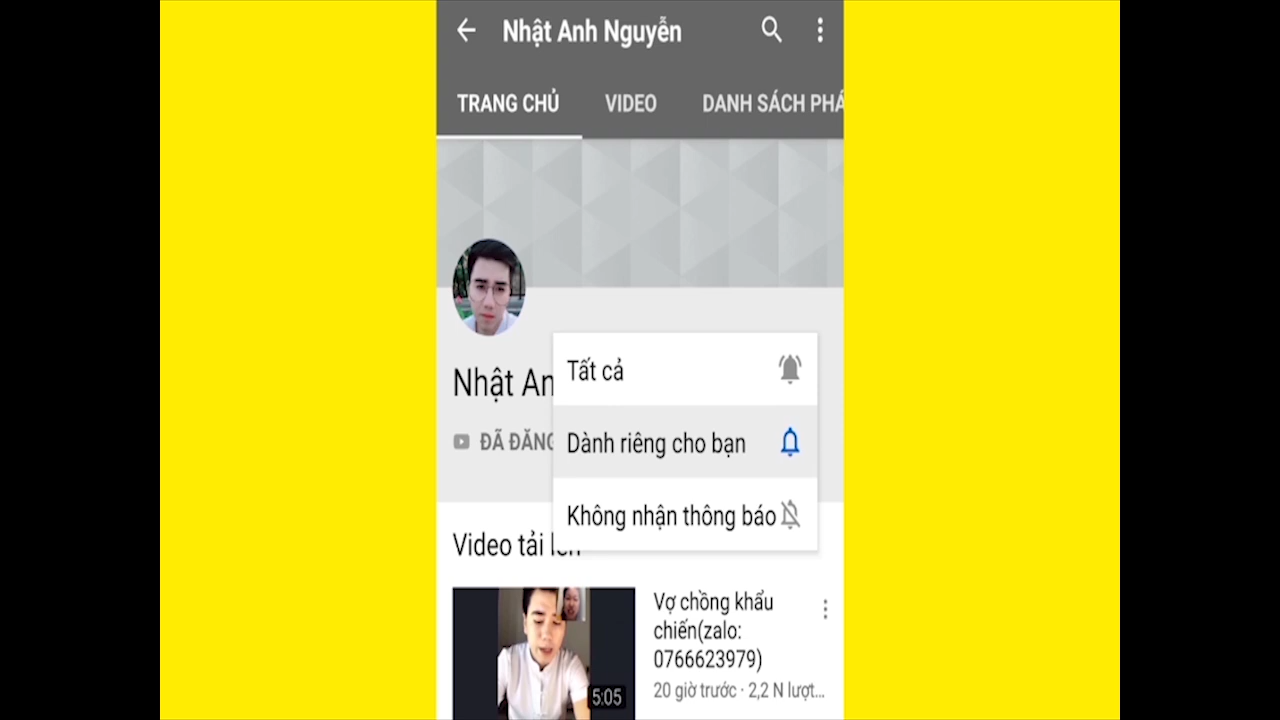 Nhật Anh Nguyễn
TRANG CHỦ VIDEO DANH SÁCH PHÁ
Tất cả
Nhật An
Dành riêng cho bạn
ĐÃ ĐĂNG
Không nhận thông báo
Video tải lên
Vợ chồng khẩu
chiến(zalo:
0766623979)
5:05
20 giờ trước · 2,2 N lượt...